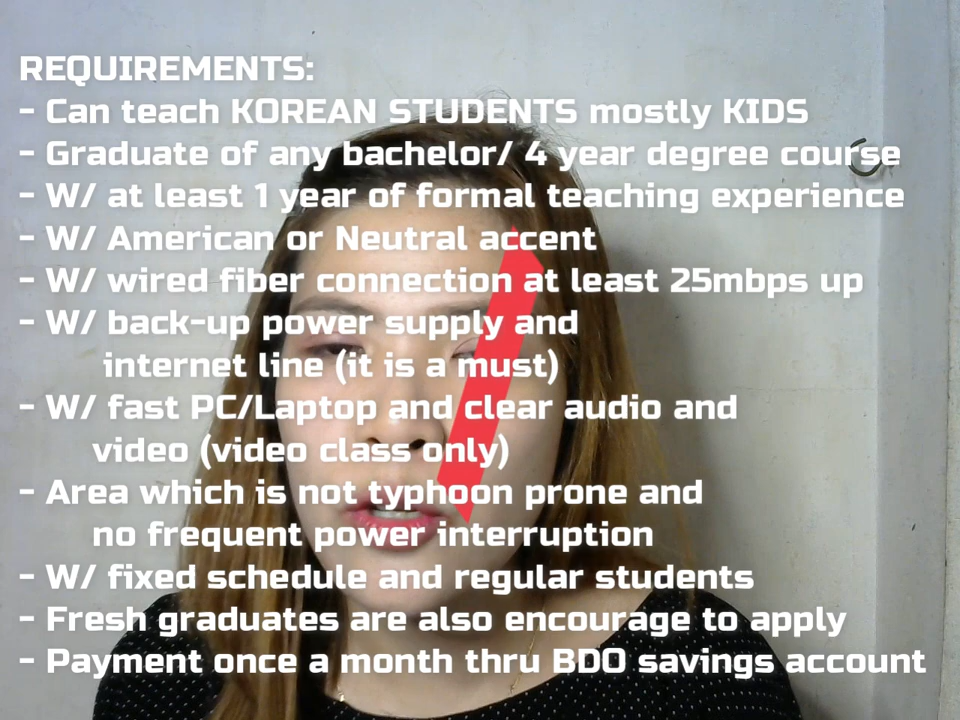 REQUIREMENTS:
- Can teach KOREAN STUDENTS mostly KIDS
- Graduate of any bachelor/ 4 year degree course
- W/ at least 1 year of formal teaching experience
- W/ American or Neutral accent
- W/ wired fiber connection at least 25mbps up
- W/ back-up power supply and
internet line (it is a must)
- W/ fast PC/Laptop and clear audio and
video (video class only)
- Area which is not typhoon prone and
no frequent power interruption
- W/ fixed schedule and regular students
- Fresh graduates are also encourage to apply
- Payment once a month thru BDO savings account